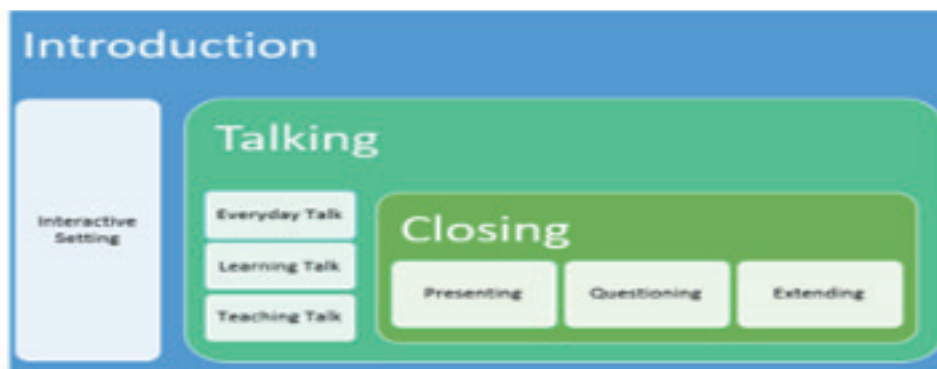 Introduction
Interactive
Setting
Talking
Everyday Talk
Learning Talk
Teaching Talk
Closing
Presenting
Questioning
Extending